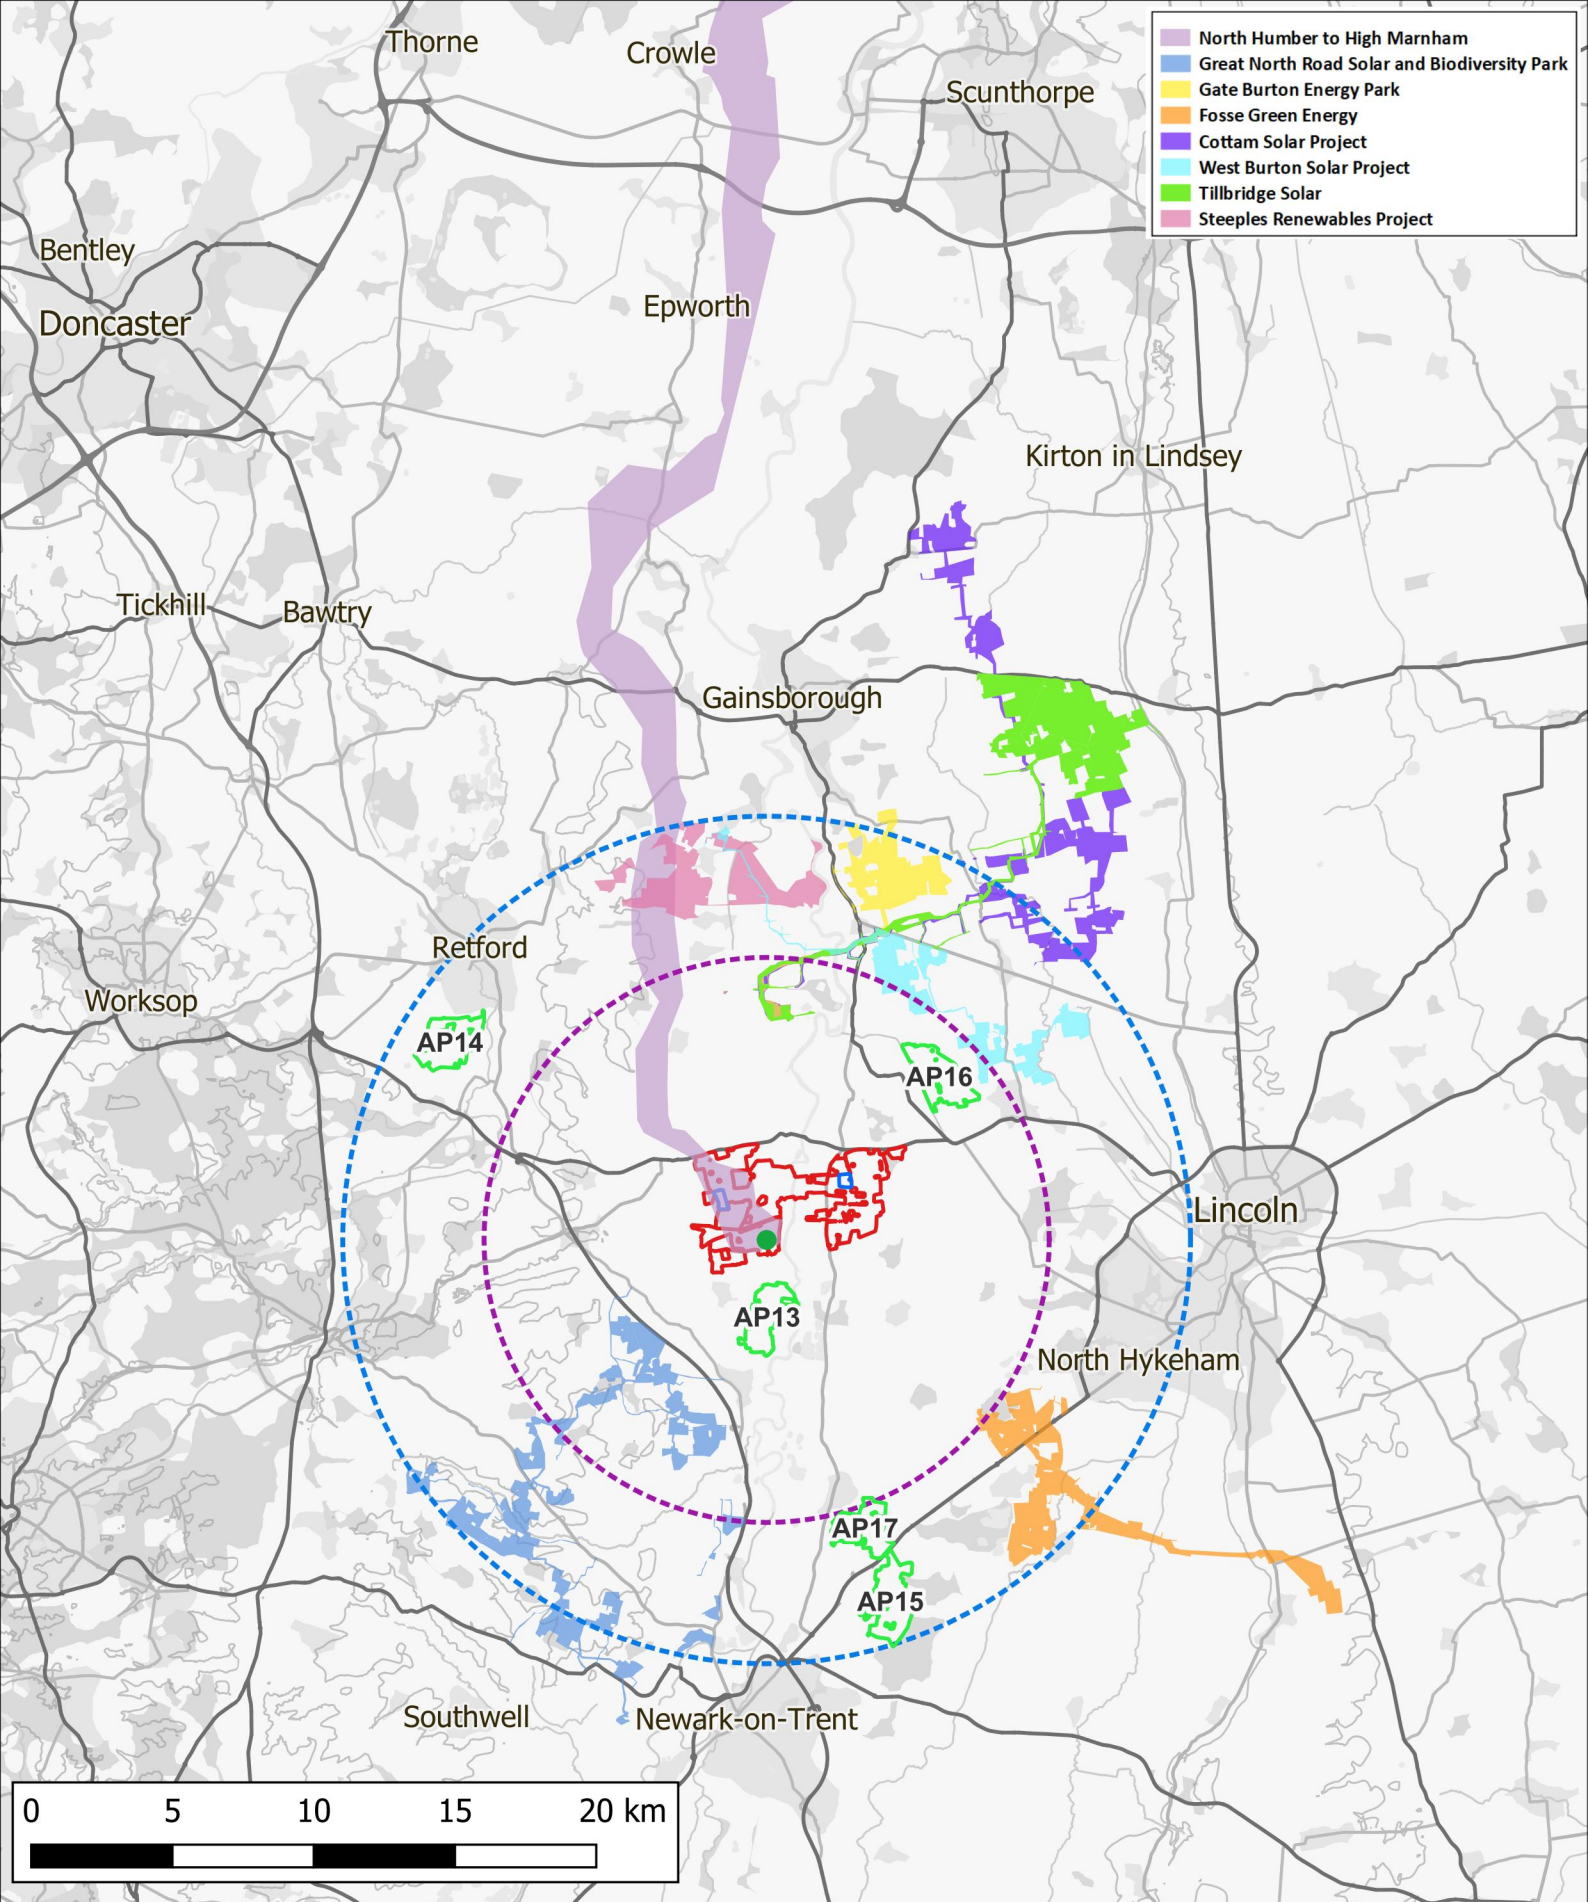 Thorne
Crowle
Scunthorpe
North Humber to High Marnham
Great North Road Solar and Biodiversity Park
Gate Burton Energy Park
Fosse Green Energy
Cottam Solar Project
West Burton Solar Project
Tillbridge Solar
Steeples Renewables Project
Bentley
Doncaster
Epworth
Kirton in Lindsey
Tickhill
Bawtry
Gainsborough
Retford
Worksop
AP14
AP16
Lincoln
AP13
North Hykeham
AP17
AP15
Southwell
Newark-on-Trent
0 5 10 15 20 km